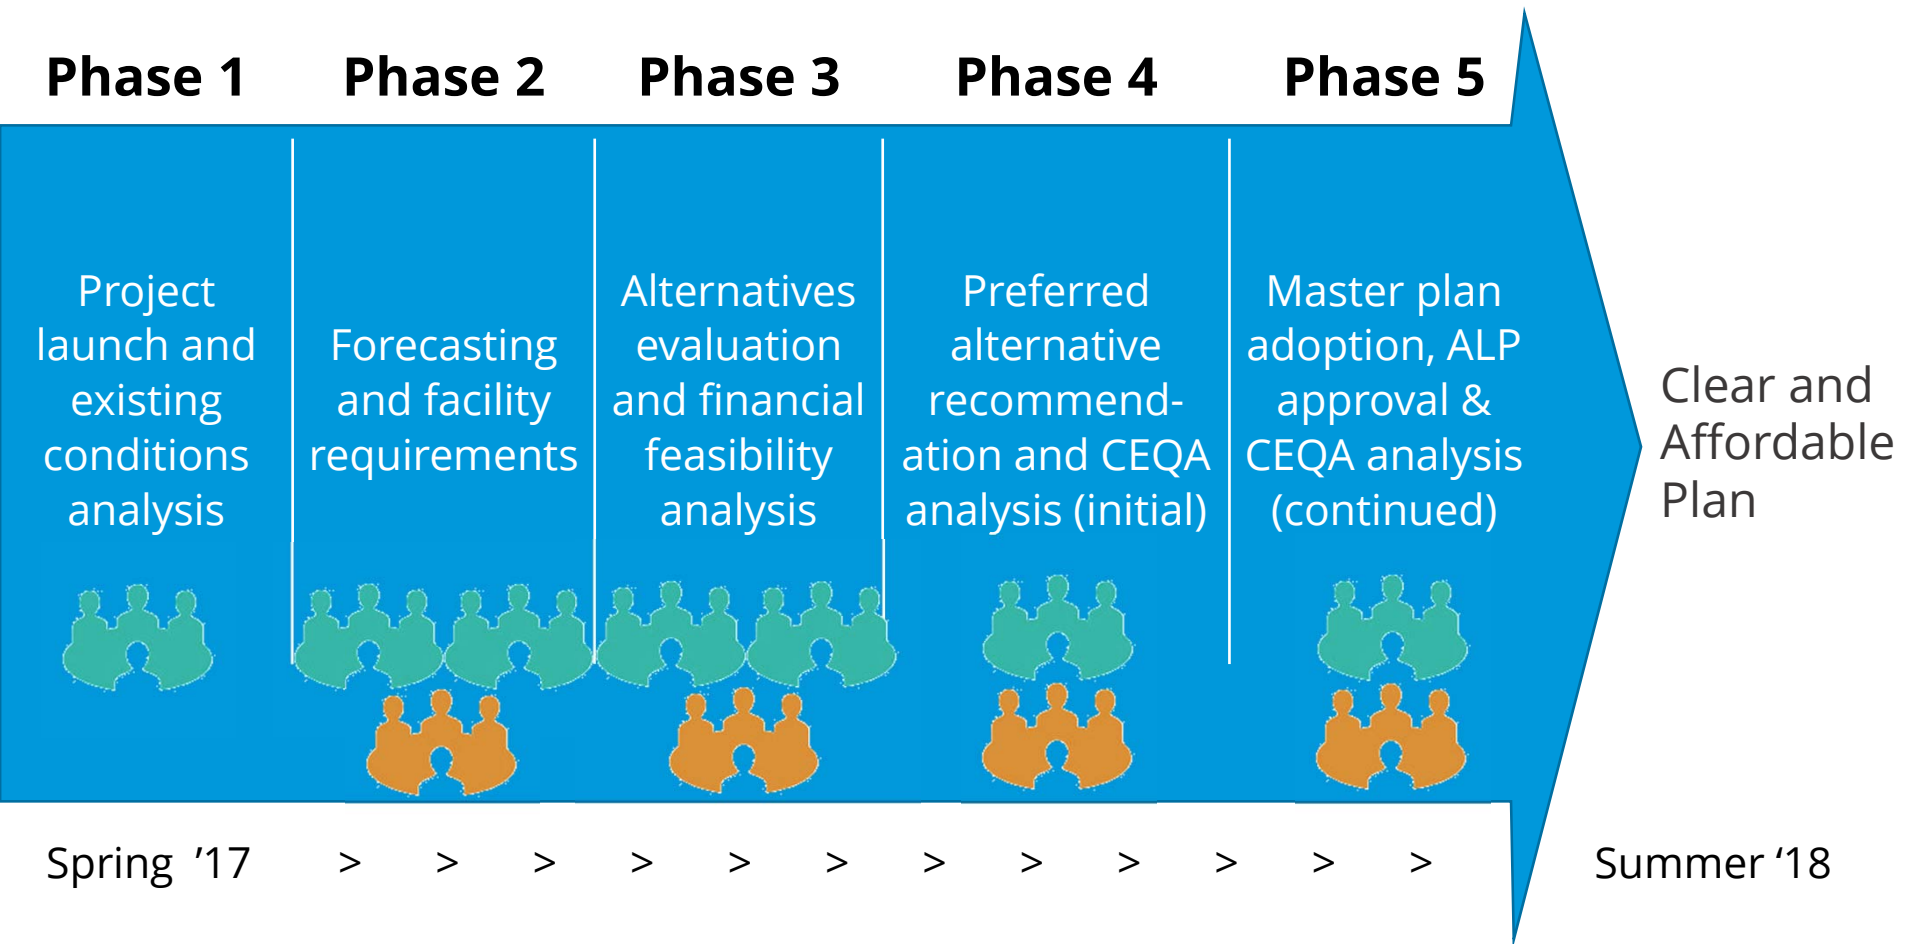 Phase 1
Phase 2
Phase 3
Phase 4
Phase 5
Project
launch and
existing
conditions
analysis
Forecasting
and facility
requirements
Alternatives
evaluation
and financial
feasibility
analysis
Preferred
alternative
recommend-
ation and CEQA
analysis (initial)
Master plan
adoption, ALP
approval &
CEQA analysis
(continued)
Clear and
Affordable
Plan
Spring ’17 > > > > > > > > > > > > Summer ‘18